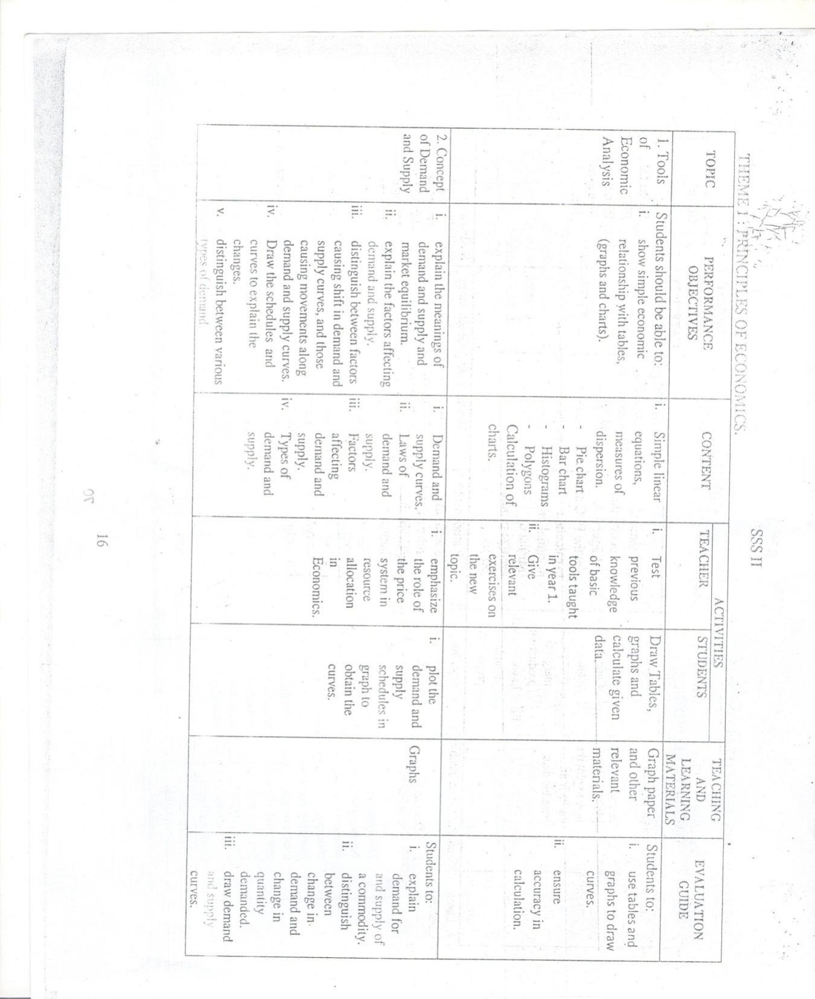 SSS II
THEME 1: PRINCIPLES OF ECONOMICS.
TOPIC
PERFORMANCE
OBJECTIVES
CONTENT
ACTIVITIES
TEACHER
STUDENTS
TEACHING
AND
LEARNING
MATERIALS
EVALUATION
GUIDE
1. Tools
of
Economic
Analysis
Students should be able to:
i. show simple economic
relationship with tables,
(graphs and charts).
i. Simple linear
equations,
measures of
dispersion.
- Pie chart
- Bar chart
- Histograms
- Polygons
Calculation of
charts.
i. Test
previous
knowledge
of basic
tools taught
in year 1.
ii. Give
relevant
exercises on
the new
topic.
Draw Tables,
graphs and
calculate given
data.
Graph paper
and other
relevant
materials.
Students to:
i. use tables and
graphs to draw
curves.
ii. ensure
accuracy in
calculation.
2. Concept
of Demand
and Supply
i. explain the meanings of
demand and supply and
market equilibrium.
ii. explain the factors affecting
demand and supply.
iii. distinguish between factors
causing shift in demand and
supply curves, and those
causing movements along
demand and supply curves.
iv. Draw the schedules and
curves to explain the
changes.
v. distinguish between various
types of demand
i. Demand and
supply curves.
ii. Laws of
demand and
supply.
iii. Factors
affecting
demand and
supply.
iv. Types of
demand and
supply.
i. emphasize
the role of
the price
system in
resource
allocation
in
Economics.
i. plot the
demand and
supply
schedules in
graph to
obtain the
curves.
Graphs
Students to:
i. explain
demand for
and supply of
a commodity.
ii. distinguish
between
change in
demand and
change in
quantity
demanded.
iii. draw demand
and supply
curves.
16